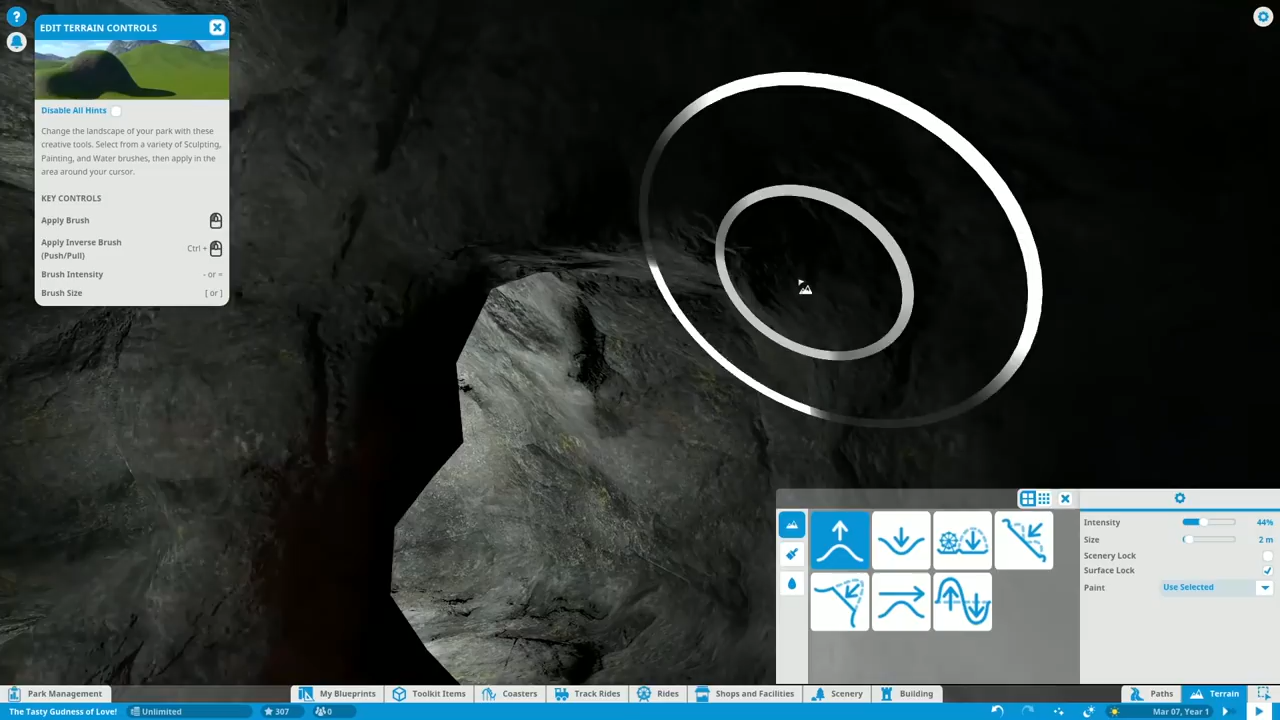 EDIT TERRAIN CONTROLS
Disable All Hints
Change the landscape of your park with these
creative tools. Select from a variety of Sculpting,
Painting, and Water brushes, then apply in the
area around your cursor.
KEY CONTROLS
Apply Brush
Apply Inverse Brush
(Push/Pull)
Ctrl +
Brush Intensity - or =
Brush Size [ or ]
Intensity 44%
Size 2 m
Scenery Lock
Surface Lock
Paint Use Selected
Park Management My Blueprints Toolkit Items Coasters Track Rides Rides Shops and Facilities Scenery Building Paths Terrain
The Tasty Gudness of Love! Unlimited 307 0 Mar 07, Year 1